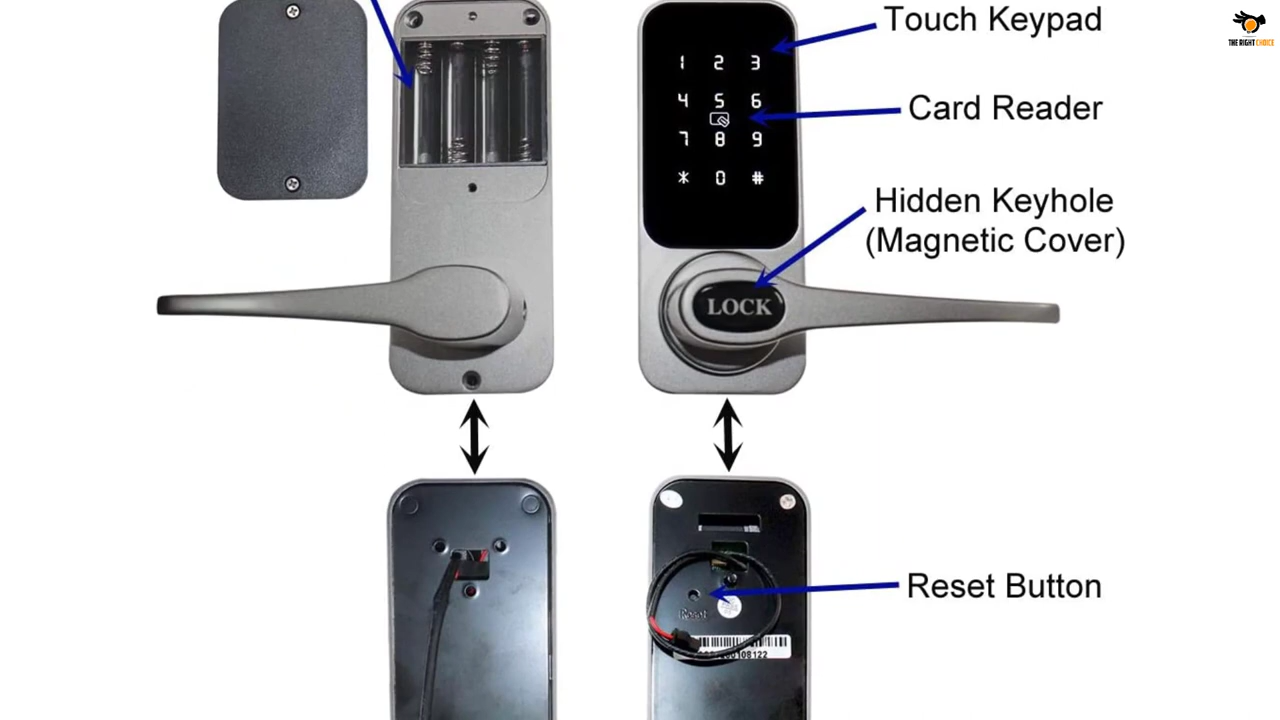 Touch Keypad
THE RIGHT CHOICE
1 2 3
4 5 6
Card Reader
7 8 9
* 0 #
Hidden Keyhole
(Magnetic Cover)
LOCK
Reset Button
Reset